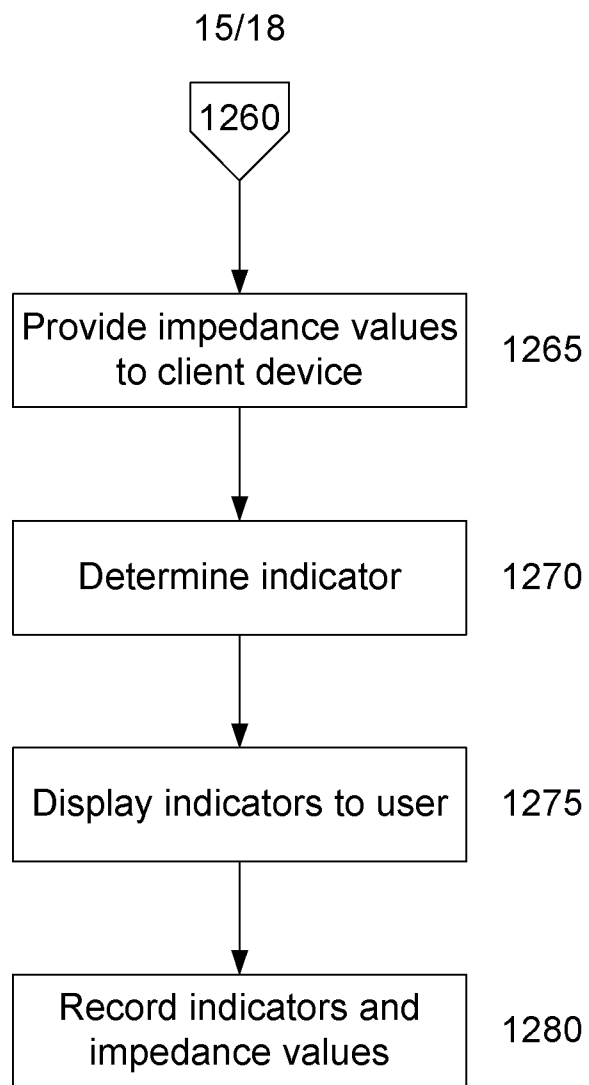 15/18
1260
Provide impedance values
to client device
1265
Determine indicator
1270
Display indicators to user
1275
Record indicators and
impedance values
1280